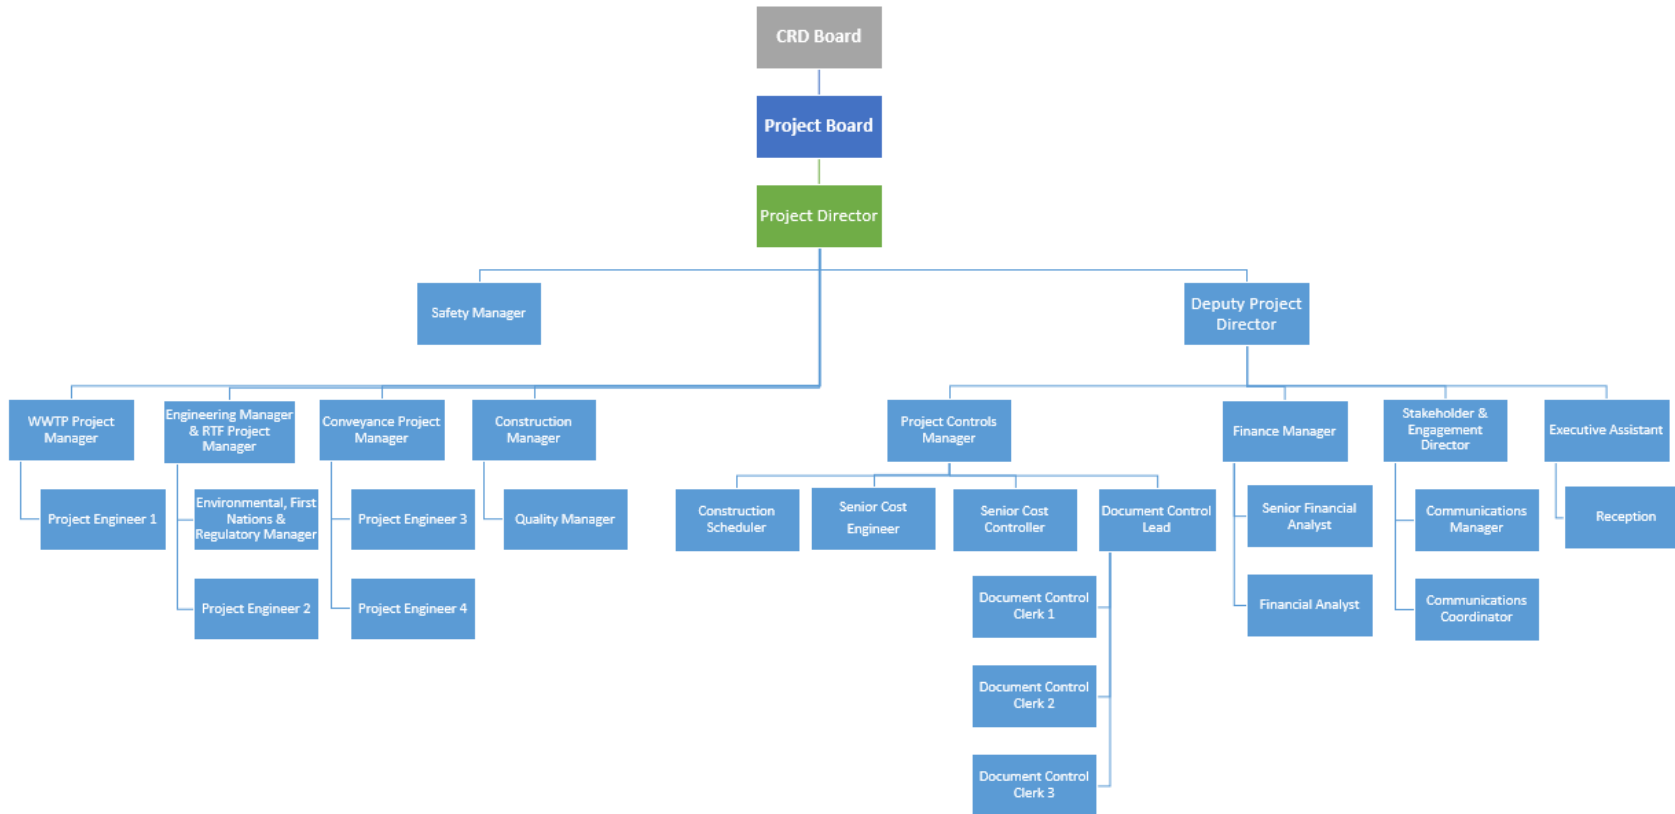 CRD Board
Project Board
Project Director
Safety Manager
Deputy Project
Director
WWTP Project
Manager
Engineering Manager
& RTF Project
Manager
Conveyance Project
Manager
Construction
Manager
Project Controls
Manager
Finance Manager
Stakeholder &
Engagement
Director
Executive Assistant
Project Engineer 1
Environmental, First
Nations &
Regulatory Manager
Project Engineer 2
Project Engineer 3
Project Engineer 4
Quality Manager
Construction
Scheduler
Senior Cost
Engineer
Senior Cost
Controller
Document Control
Lead
Document Control
Clerk 1
Document Control
Clerk 2
Document Control
Clerk 3
Senior Financial
Analyst
Financial Analyst
Communications
Manager
Communications
Coordinator
Reception